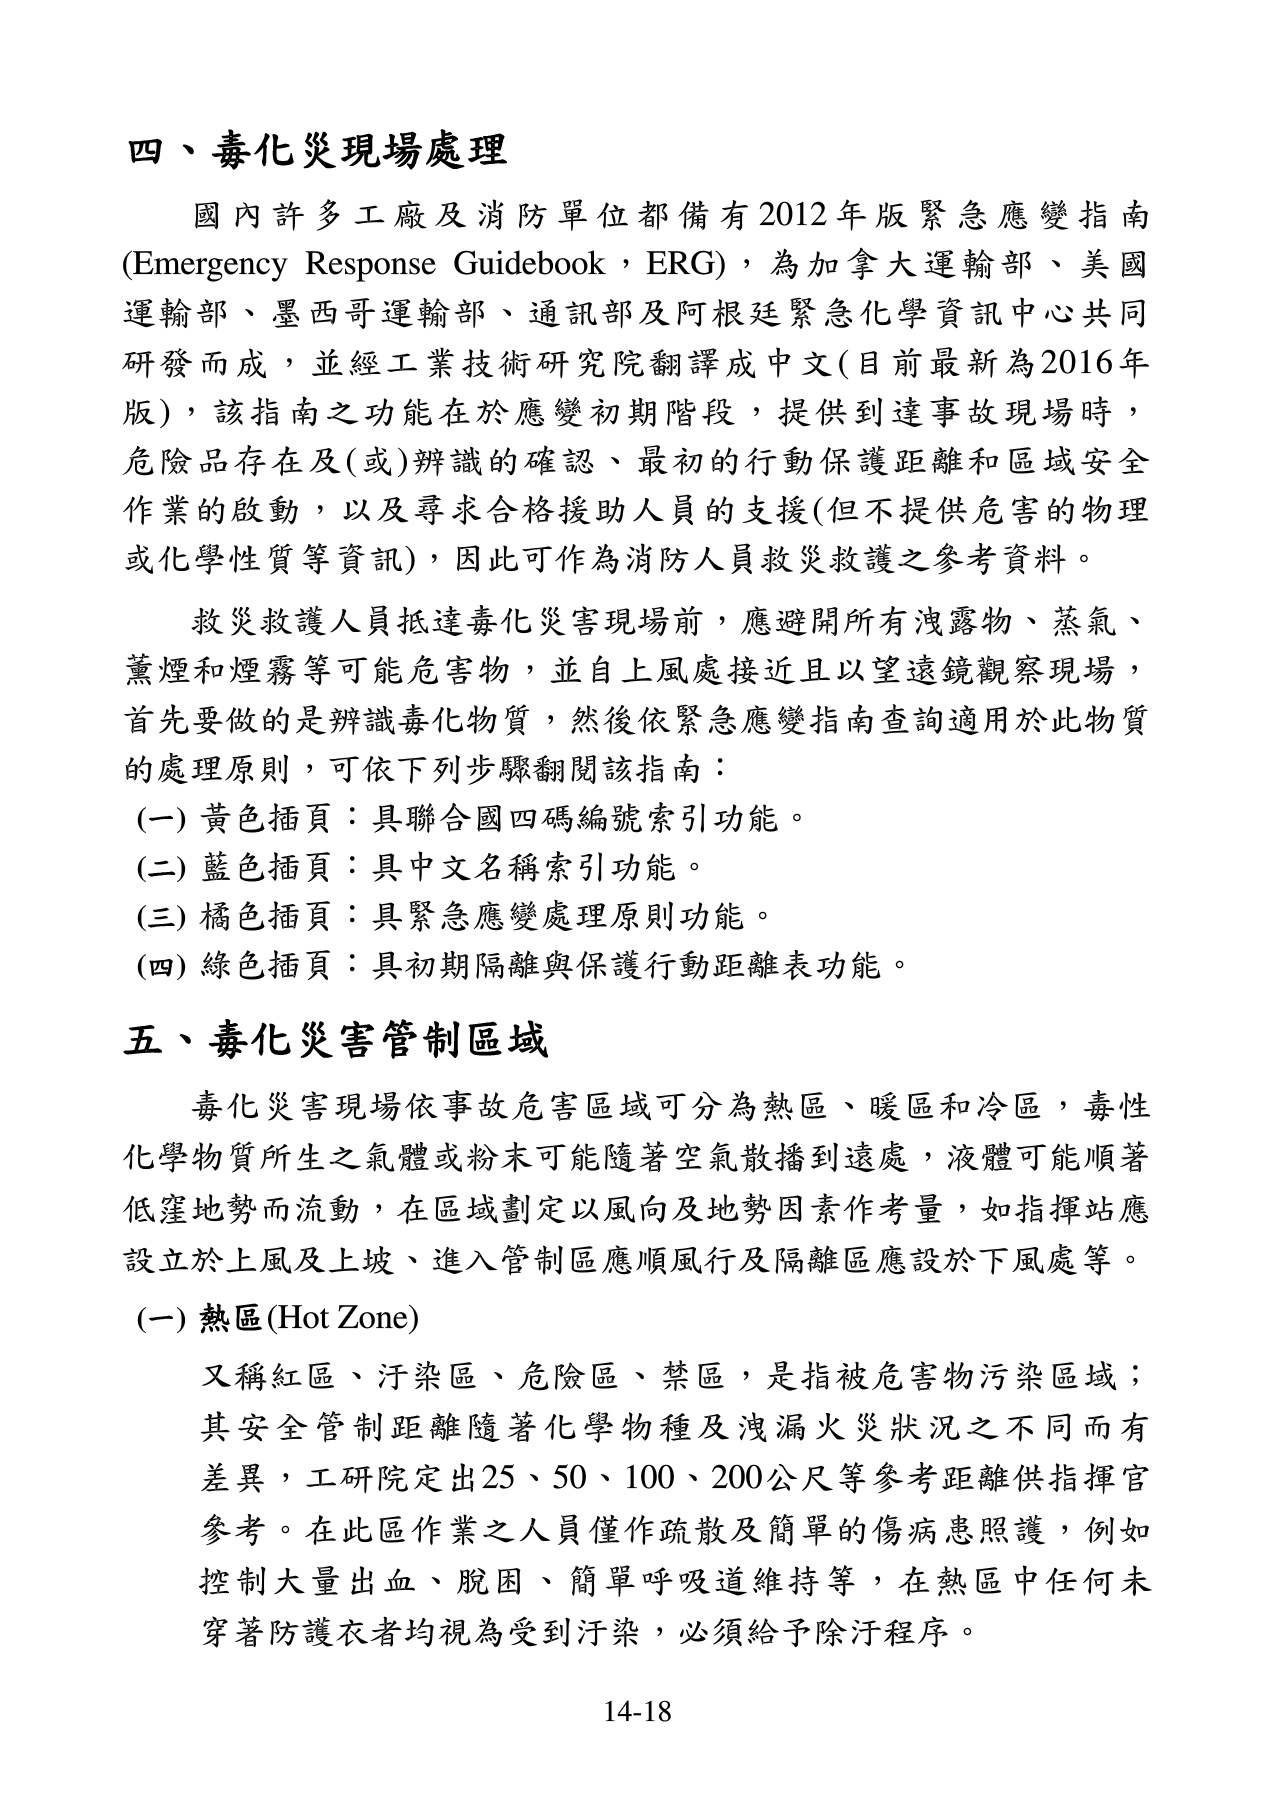 四、毒化災現場處理
國內許多工廠及消防單位都備有2012年版緊急應變指南
(Emergency Response Guidebook，ERG)，為加拿大運輸部、美國
運輸部、墨西哥運輸部、通訊部及阿根廷緊急化學資訊中心共同
研發而成，並經工業技術研究院翻譯成中文(目前最新為2016年
版)，該指南之功能在於應變初期階段，提供到達事故現場時，
危險品存在及(或)辨識的確認、最初的行動保護距離和區域安全
作業的啟動，以及尋求合格援助人員的支援(但不提供危害的物理
或化學性質等資訊)，因此可作為消防人員救災救護之參考資料。
救災救護人員抵達毒化災害現場前，應避開所有洩露物、蒸氣、
薰煙和煙霧等可能危害物，並自上風處接近且以望遠鏡觀察現場，
首先要做的是辨識毒化物質，然後依緊急應變指南查詢適用於此物質
的處理原則，可依下列步驟翻閱該指南：
(一) 黃色插頁：具聯合國四碼編號索引功能。
(二) 藍色插頁：具中文名稱索引功能。
(三) 橘色插頁：具緊急應變處理原則功能。
(四) 綠色插頁：具初期隔離與保護行動距離表功能。
五、毒化災害管制區域
毒化災害現場依事故危害區域可分為熱區、暖區和冷區，毒性
化學物質所生之氣體或粉末可能隨著空氣散播到遠處，液體可能順著
低窪地勢而流動，在區域劃定以風向及地勢因素作考量，如指揮站應
設立於上風及上坡、進入管制區應順風行及隔離區應設於下風處等。
(一) 熱區(Hot Zone)
又稱紅區、汙染區、危險區、禁區，是指被危害物污染區域；
其安全管制距離隨著化學物種及洩漏火災狀況之不同而有
差異，工研院定出25、50、100、200公尺等參考距離供指揮官
參考。在此區作業之人員僅作疏散及簡單的傷病患照護，例如
控制大量出血、脫困、簡單呼吸道維持等，在熱區中任何未
穿著防護衣者均視為受到汙染，必須給予除汙程序。
14-18